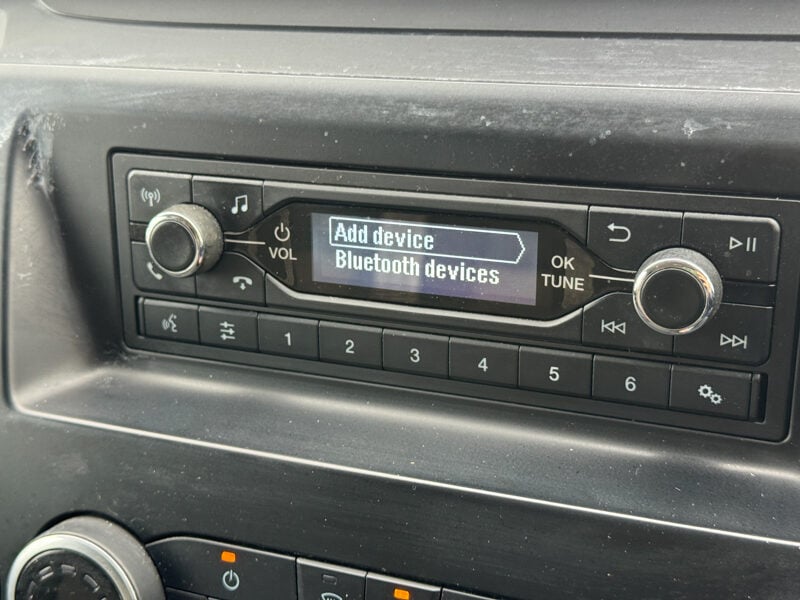 VOL
Add device
Bluetooth devices
OK
TUNE
1 2 3 4 5 6